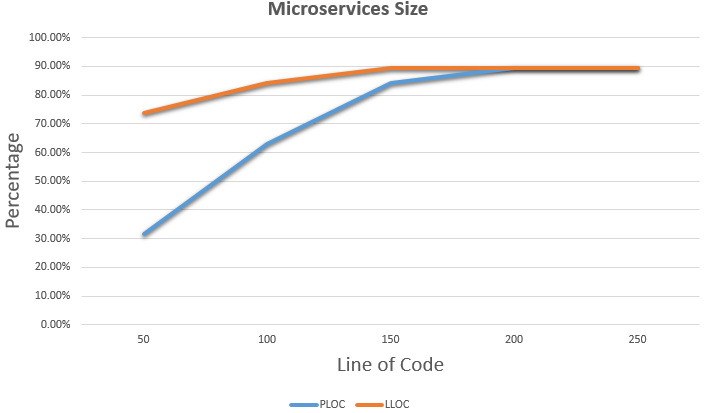 Microservices Size
100.00%
90.00%
80.00%
70.00%
60.00%
50.00%
40.00%
30.00%
20.00%
10.00%
0.00%
Percentage
50 100 150 200 250
Line of Code
PLOC LLOC